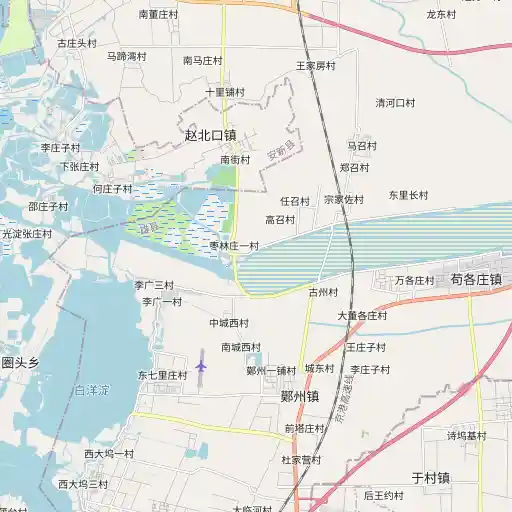 南董庄村
龙东村
古庄头村
马蹄湾村
南马庄村
王家房村
十里铺村
清河口村
赵北口镇
李庄子村
马召村
安新县
下张庄村
南街村
郑召村
何庄子村
任召村
宗家佐村
东里长村
邵庄子村
高召村
光淀张庄村
枣林庄一村
李广三村
万各庄村
苟各庄镇
李广一村
古州村
中城西村
大董各庄村
南城西村
王庄子村
圈头乡
东七里庄村
鄚州一铺村
城东村
李庄子村
白洋淀
鄚州镇
京港高速线
前塔庄村
诗坞基村
西大坞一村
杜家营村
于村镇
西大坞三村
后王约村
大临河村